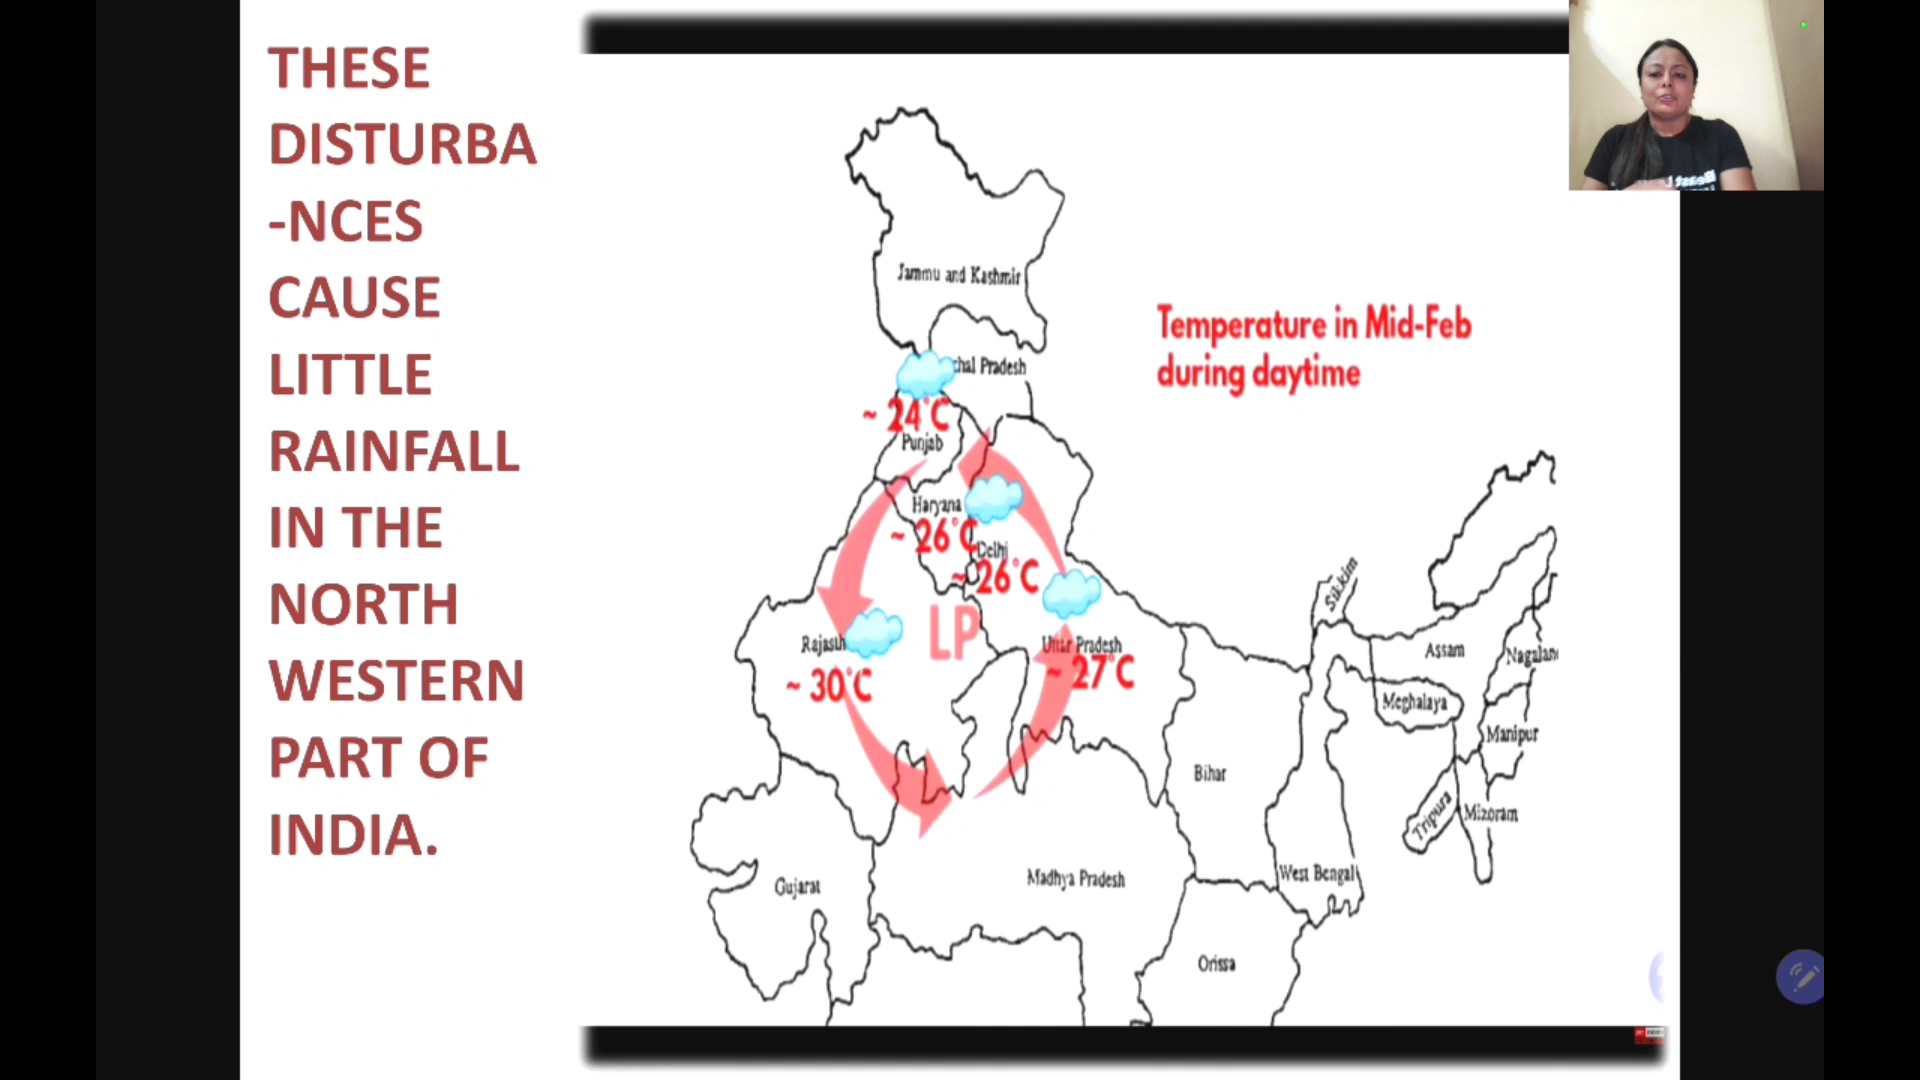 THESE
DISTURBA
-NCES
CAUSE
LITTLE
RAINFALL
IN THE
NORTH
WESTERN
PART OF
INDIA.
Temperature in Mid-Feb
during daytime
Jammu and Kashmir
chal Pradesh
~ 24°C
Punjab
Haryana
~ 26°C
Delhi
~ 26°C
LP
Rajasth
~ 30°C
Uttar Pradesh
~ 27°C
Sikkim
Assam
Nagalan
Meghalaya
Manipur
Bihar
Tripura
Mizoram
West Bengal
Gujarat
Madhya Pradesh
Orissa